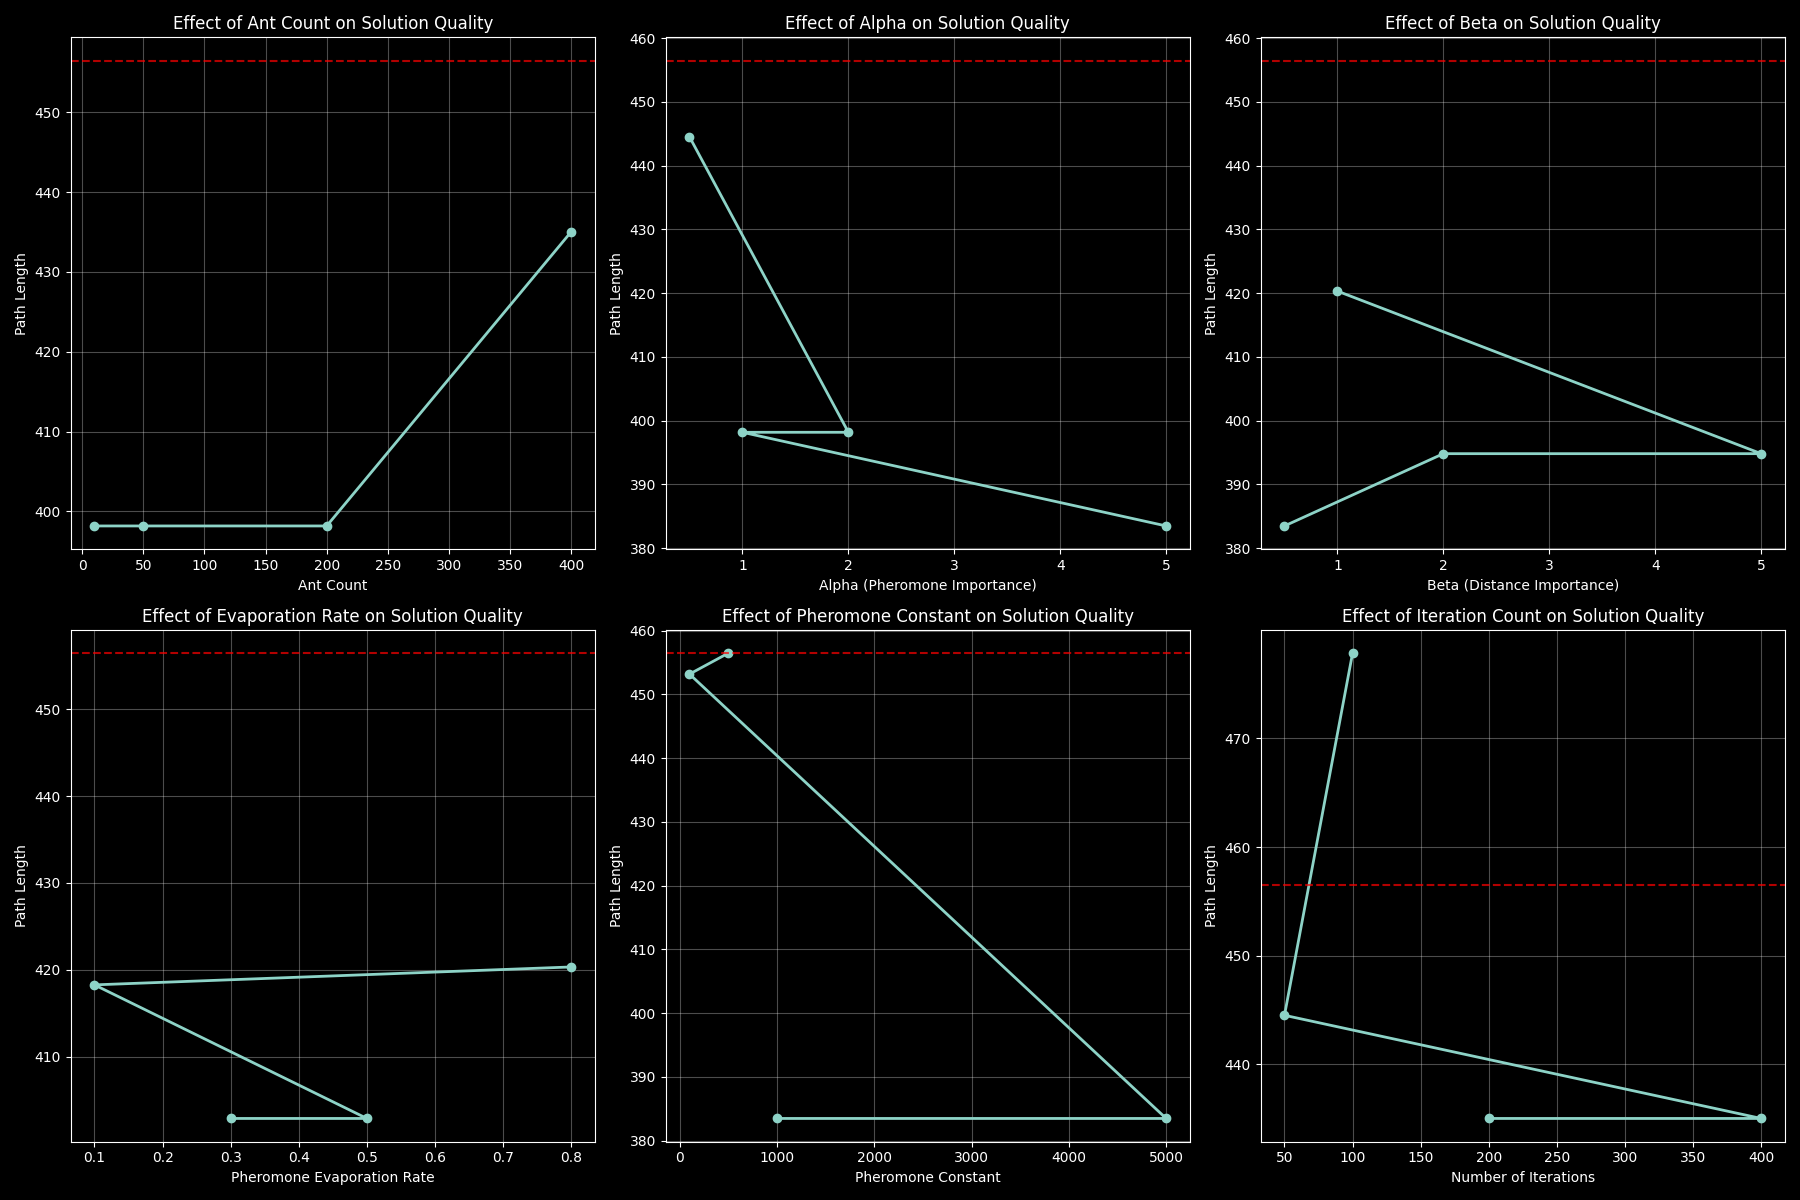 Effect of Ant Count on Solution Quality
Path Length
450
440
430
420
410
400
0 50 100 150 200 250 300 350 400
Ant Count
Effect of Alpha on Solution Quality
Path Length
460
450
440
430
420
410
400
390
380
1 2 3 4 5
Alpha (Pheromone Importance)
Effect of Beta on Solution Quality
Path Length
460
450
440
430
420
410
400
390
380
1 2 3 4 5
Beta (Distance Importance)
Effect of Evaporation Rate on Solution Quality
Path Length
450
440
430
420
410
0.1 0.2 0.3 0.4 0.5 0.6 0.7 0.8
Pheromone Evaporation Rate
Effect of Pheromone Constant on Solution Quality
Path Length
460
450
440
430
420
410
400
390
380
0 1000 2000 3000 4000 5000
Pheromone Constant
Effect of Iteration Count on Solution Quality
Path Length
470
460
450
440
50 100 150 200 250 300 350 400
Number of Iterations